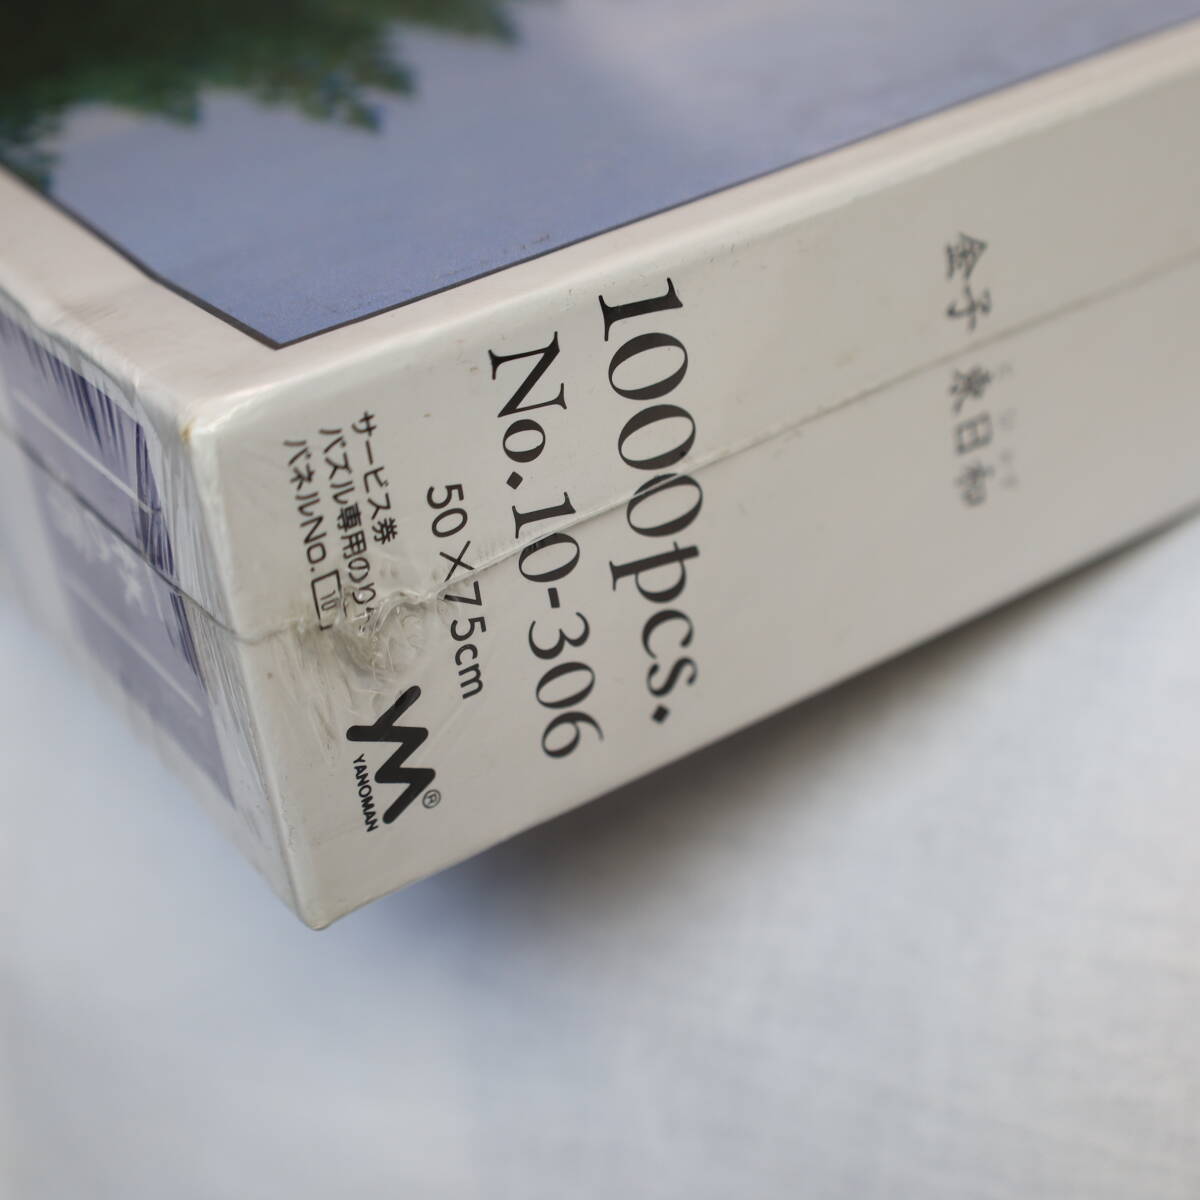 1000pcs.
No.10-306
50×75cm
サービス券
パズル専用のり
パネルNo.10
YANOMAN
®
金子
日和